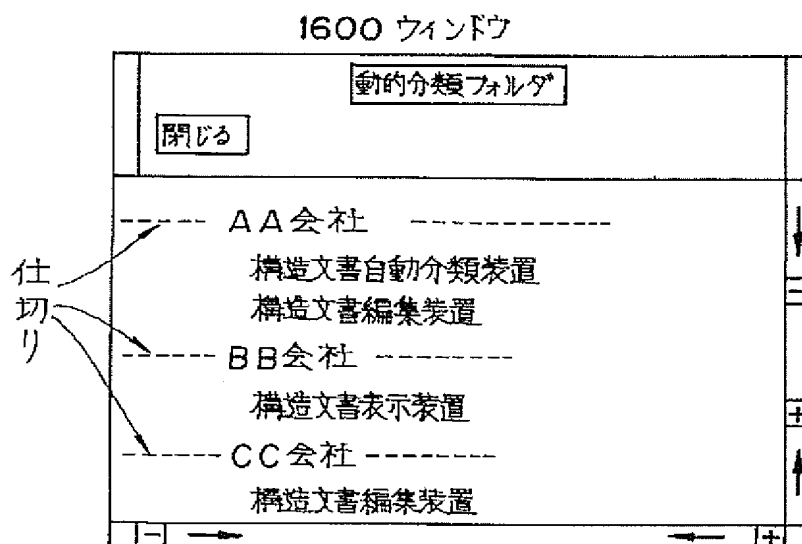 1600 ウィンドウ
動的分類フォルダ
閉じる
仕切り
------ AA会社 -------------
構造文書自動分類装置
構造文書編集装置
------ BB会社 ---------
構造文書表示装置
------ CC会社 ---------
構造文書編集装置
−
+
− +